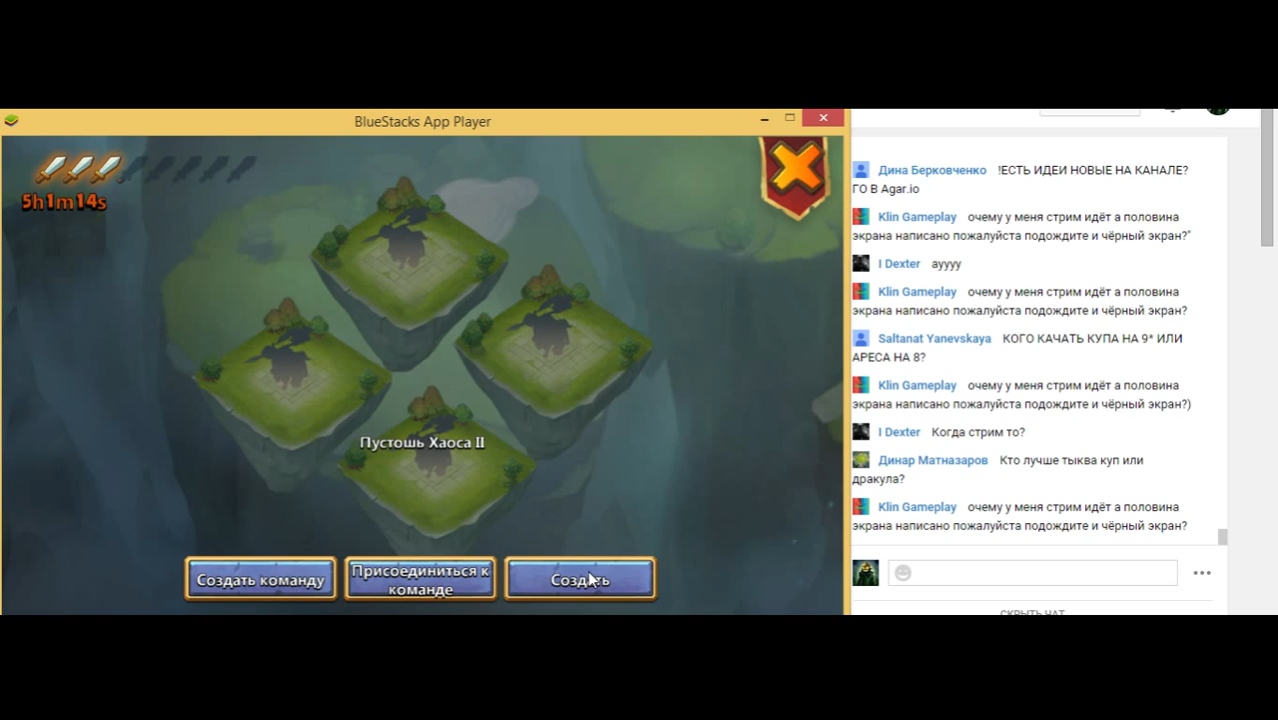 BlueStacks App Player
5h1m14s
Пустошь Хаоса II
Создать команду
Присоединиться к
команде
Создать
Дина Берковченко !ЕСТЬ ИДЕИ НОВЫЕ НА КАНАЛЕ?
ГО В Agar.io
Klin Gameplay очему у меня стрим идёт а половина
экрана написано пожалуйста подождите и чёрный экран?"
I Dexter ауууу
Klin Gameplay очему у меня стрим идёт а половина
экрана написано пожалуйста подождите и чёрный экран?
Saltanat Yanevskaya КОГО КАЧАТЬ КУПА НА 9* ИЛИ
АРЕСА НА 8?
Klin Gameplay очему у меня стрим идёт а половина
экрана написано пожалуйста подождите и чёрный экран?)
I Dexter Когда стрим то?
Динар Матназаров Кто лучше тыква куп или
дракула?
Klin Gameplay очему у меня стрим идёт а половина
экрана написано пожалуйста подождите и чёрный экран?
СКРЫТЬ ЧАТ